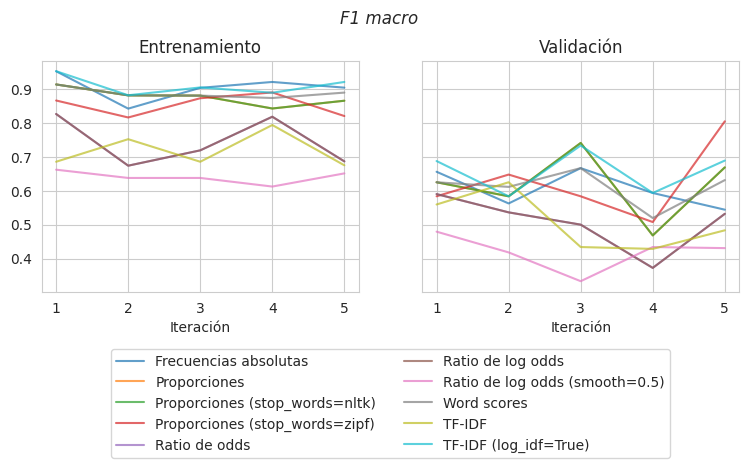 F1 macro
Entrenamiento
Validación
0.9
0.8
0.7
0.6
0.5
0.4
1 2 3 4 5
1 2 3 4 5
Iteración
Iteración
Frecuencias absolutas
Proporciones
Proporciones (stop_words=nltk)
Proporciones (stop_words=zipf)
Ratio de odds
Ratio de log odds
Ratio de log odds (smooth=0.5)
Word scores
TF-IDF
TF-IDF (log_idf=True)